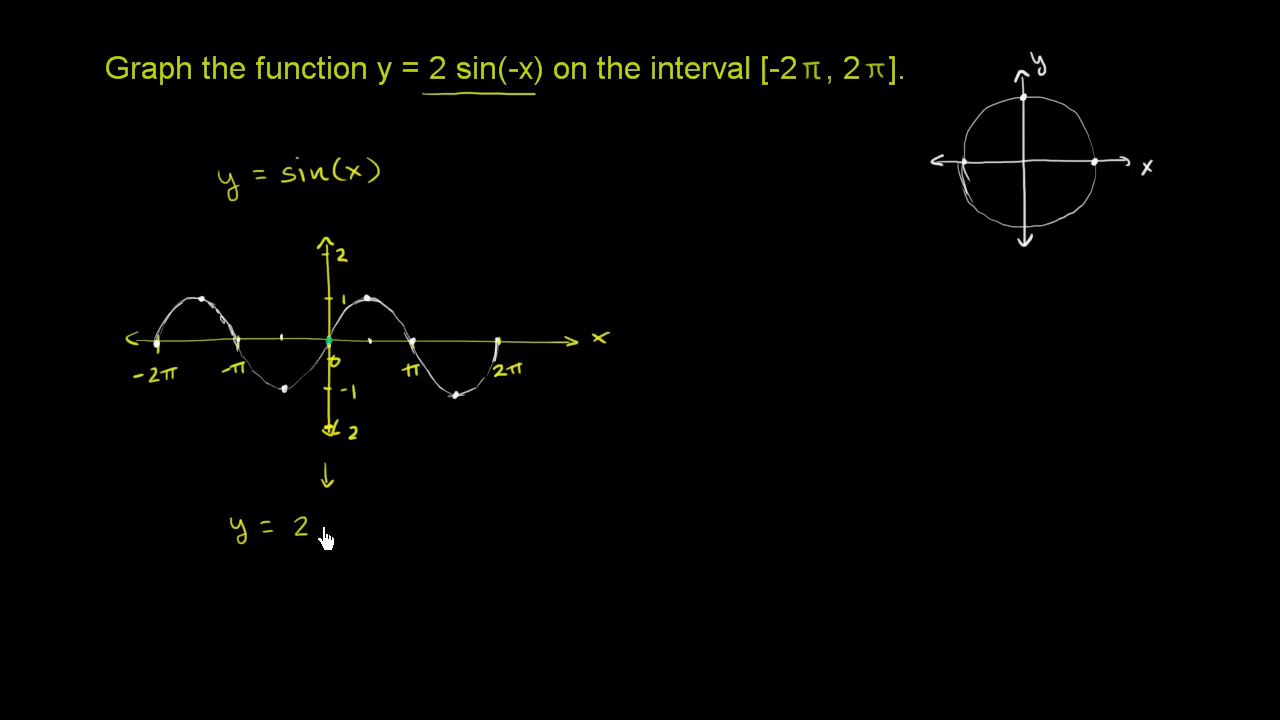 Graph the function y = 2 sin(-x) on the interval [-2π, 2π].
y
x
y = sin(x)
2
1
x
-2π
-π
0
π
2π
-1
-2
y = 2